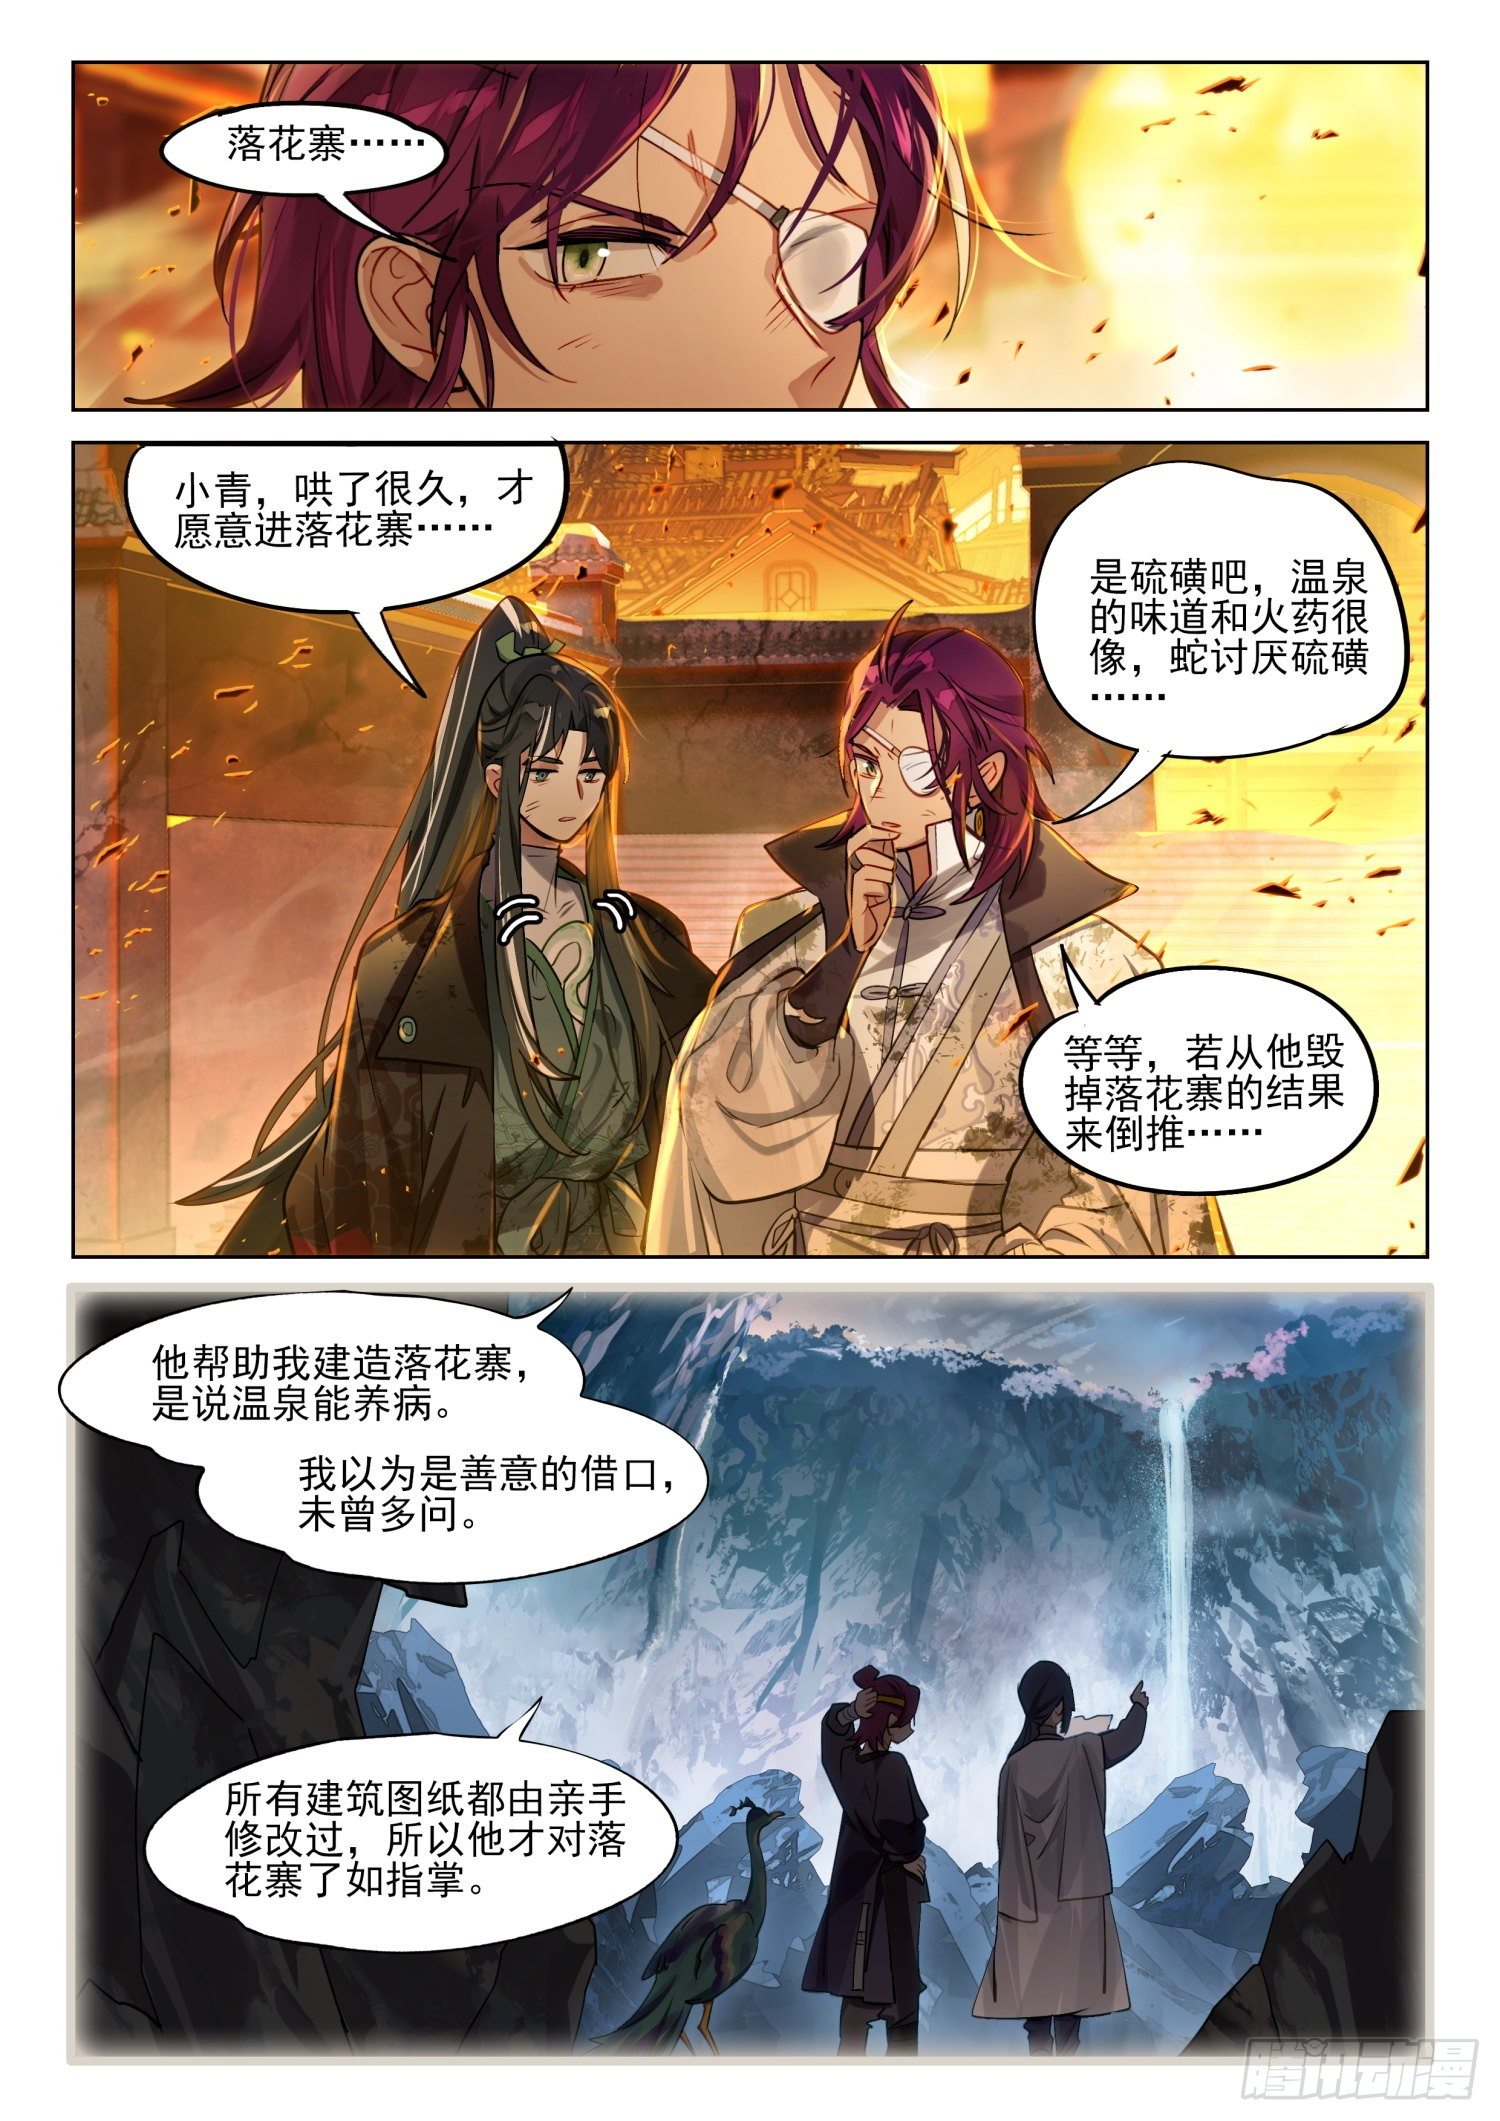 落花寨……
小青，哄了很久，才
愿意进落花寨……
是硫磺吧，温泉
的味道和火药很
像，蛇讨厌硫磺
……
等等，若从他毁
掉落花寨的结果
来倒推……
他帮助我建造落花寨，
是说温泉能养病。
我以为是善意的借口，
未曾多问。
所有建筑图纸都由亲手
修改过，所以他才对落
花寨了如指掌。
腾讯动漫